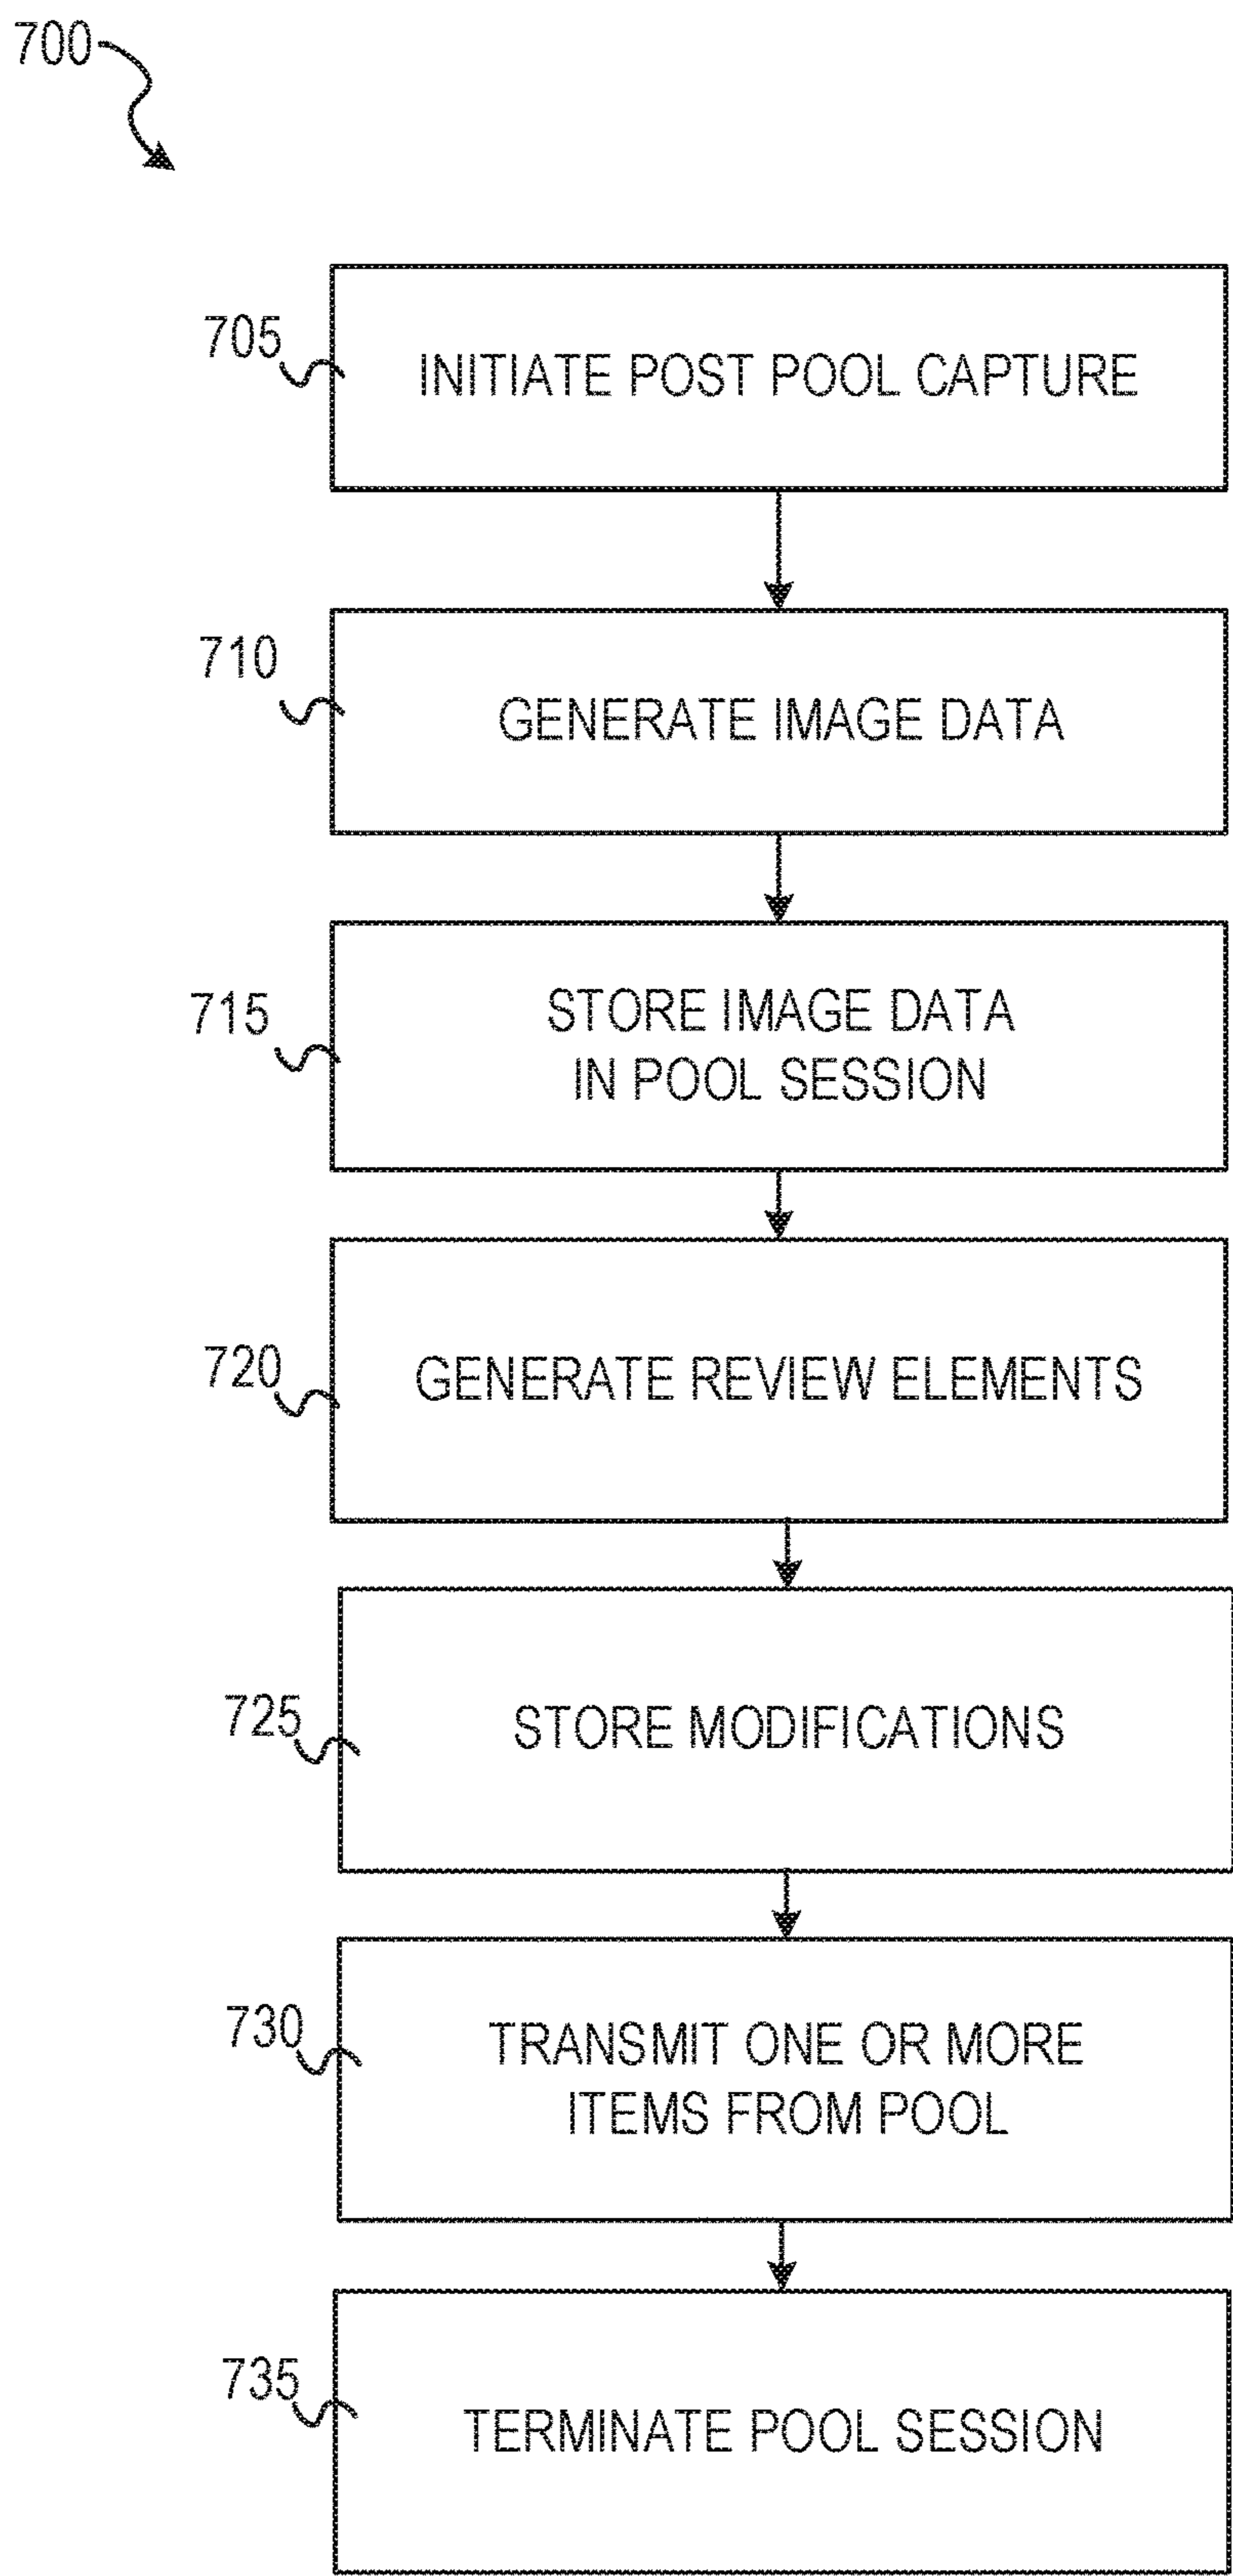 700
705
INITIATE POST POOL CAPTURE
710
GENERATE IMAGE DATA
715
STORE IMAGE DATA
IN POOL SESSION
720
GENERATE REVIEW ELEMENTS
725
STORE MODIFICATIONS
730
TRANSMIT ONE OR MORE
ITEMS FROM POOL
735
TERMINATE POOL SESSION